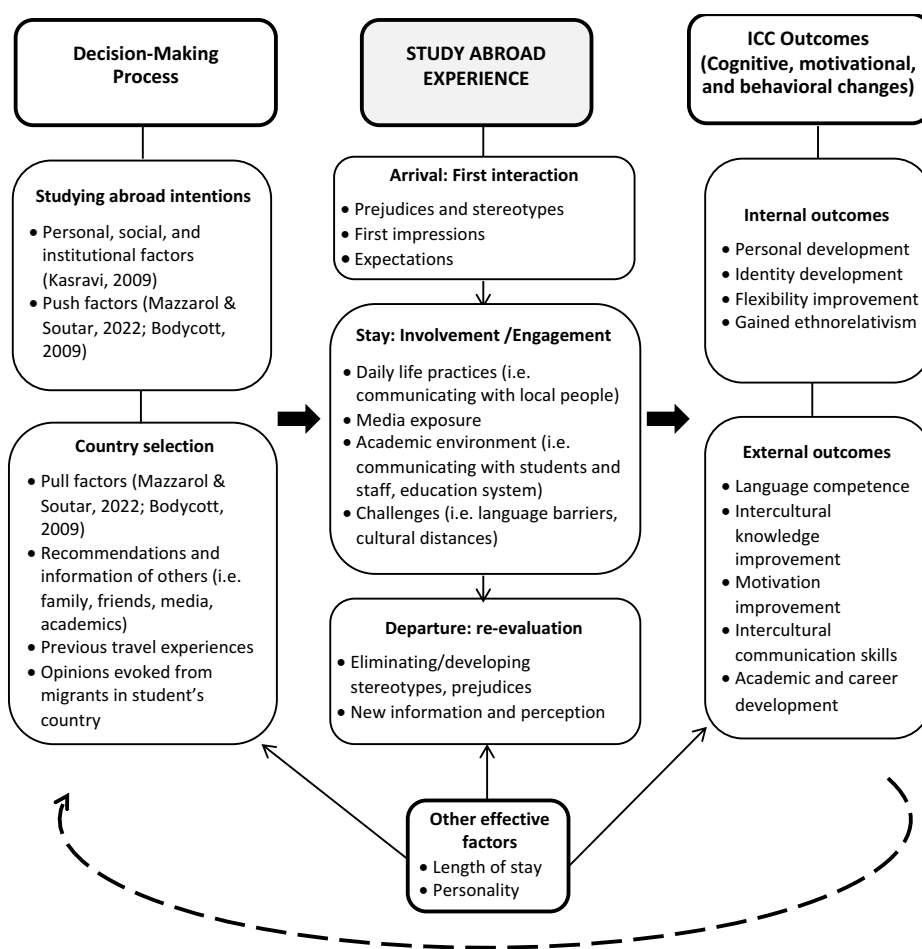 Decision-Making
Process
Studying abroad intentions
• Personal, social, and
institutional factors
(Kasravi, 2009)
• Push factors (Mazzarol &
Soutar, 2022; Bodycott,
2009)
Country selection
• Pull factors (Mazzarol &
Soutar, 2022; Bodycott,
2009)
• Recommendations and
information of others (i.e.
family, friends, media,
academics)
• Previous travel experiences
• Opinions evoked from
migrants in student's
country
STUDY ABROAD
EXPERIENCE
Arrival: First interaction
• Prejudices and stereotypes
• First impressions
• Expectations
Stay: Involvement /Engagement
• Daily life practices (i.e.
communicating with local people)
• Media exposure
• Academic environment (i.e.
communicating with students and
staff, education system)
• Challenges (i.e. language barriers,
cultural distances)
Departure: re-evaluation
• Eliminating/developing
stereotypes, prejudices
• New information and perception
ICC Outcomes
(Cognitive, motivational,
and behavioral changes)
Internal outcomes
• Personal development
• Identity development
• Flexibility improvement
• Gained ethnorelativism
External outcomes
• Language competence
• Intercultural
knowledge
improvement
• Motivation
improvement
• Intercultural
communication skills
• Academic and career
development
Other effective
factors
• Length of stay
• Personality